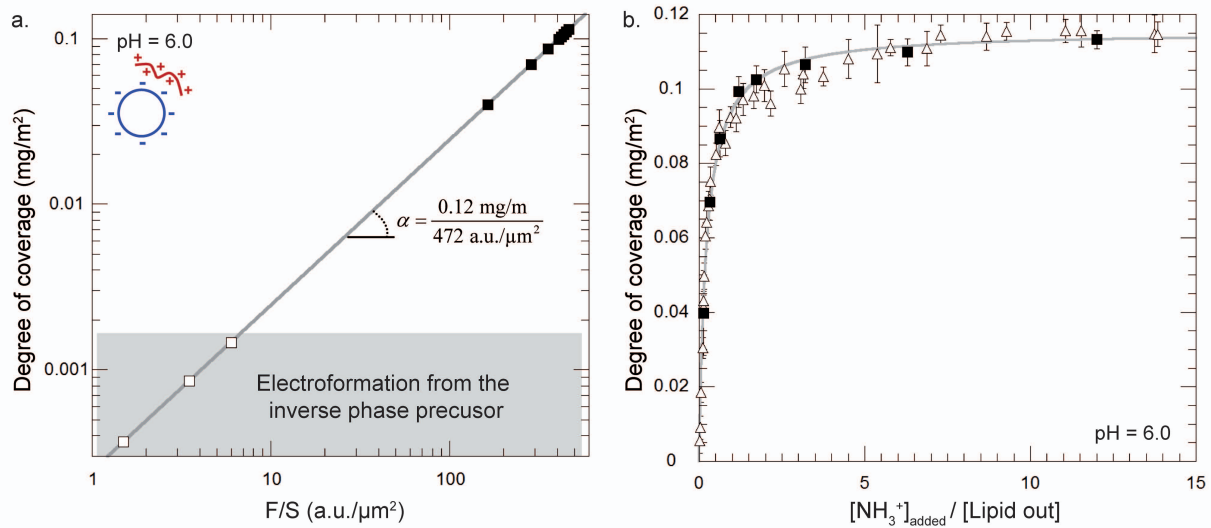 a.
pH = 6.0
+ + + + + +
- - - - - - - -
Degree of coverage (mg/m²)
0.1
0.01
0.001
α = 0.12 mg/m / 472 a.u./μm²
Electroformation from the
inverse phase precusor
1 10 100
F/S (a.u./μm²)
b.
Degree of coverage (mg/m²)
0.12
0.1
0.08
0.06
0.04
0.02
0
pH = 6.0
0 5 10 15
[NH₃⁺]added / [Lipid out]